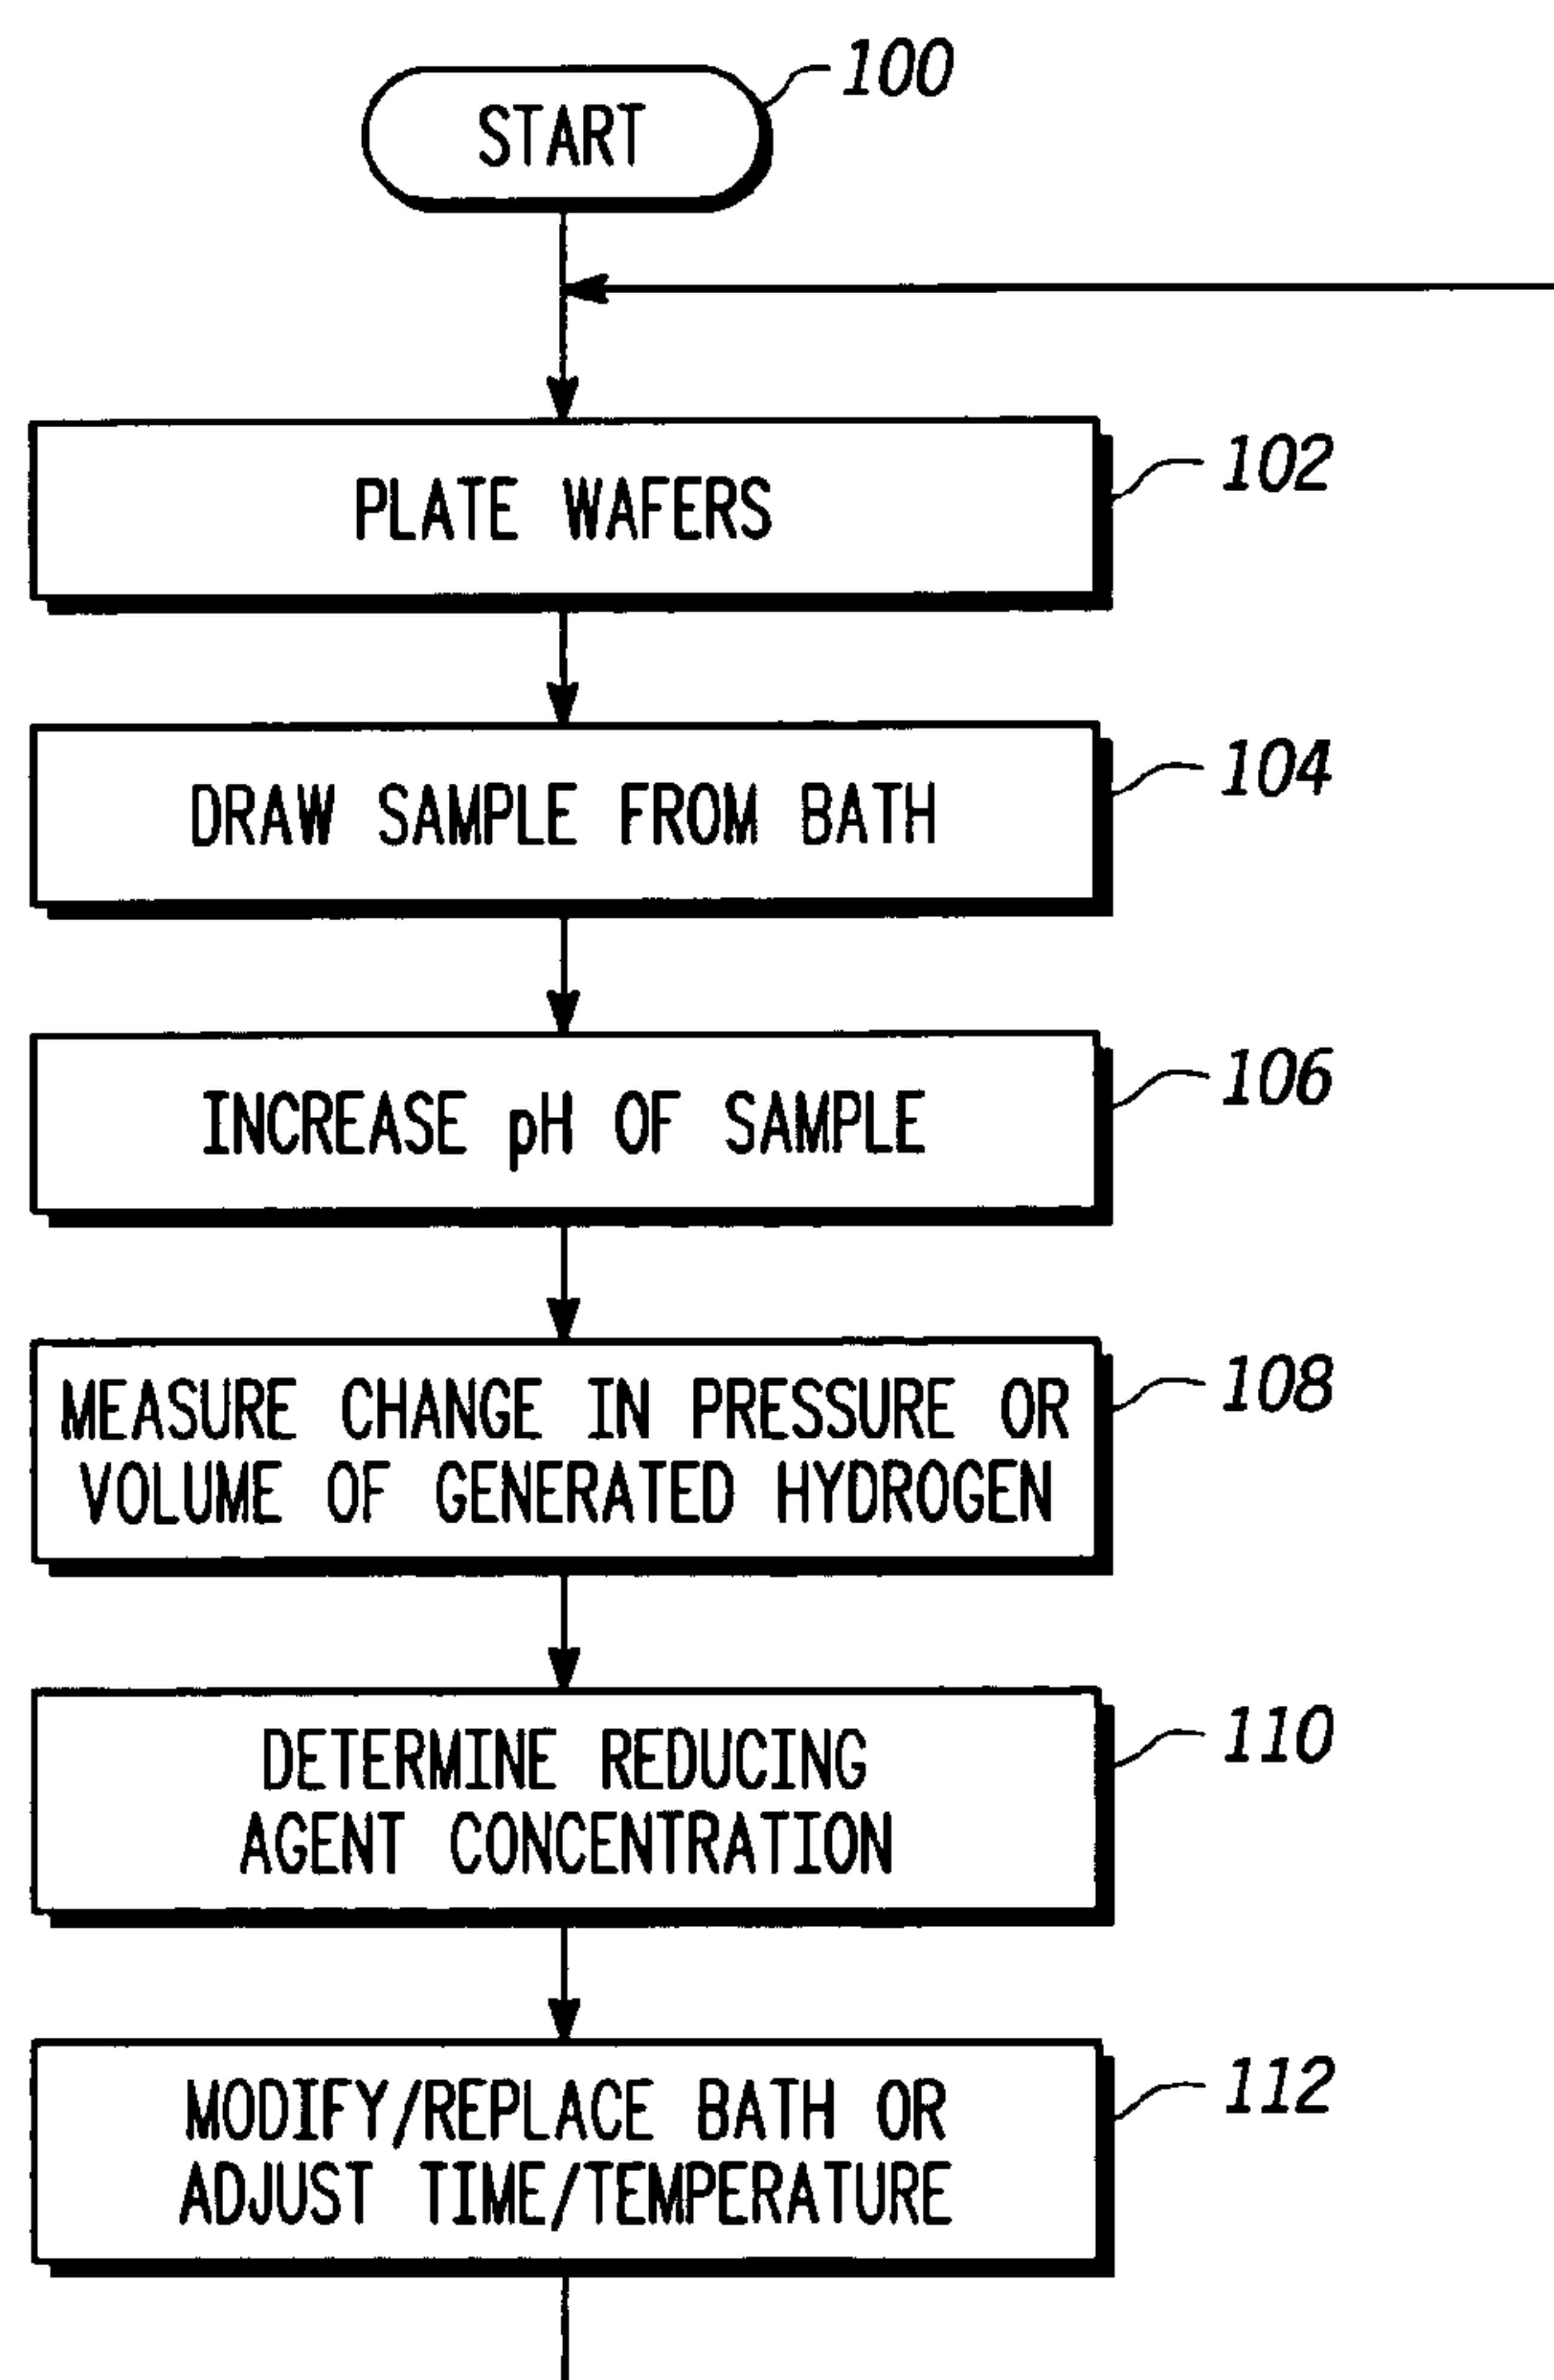 100
START
PLATE WAFERS
102
DRAW SAMPLE FROM BATH
104
INCREASE pH OF SAMPLE
106
MEASURE CHANGE IN PRESSURE OR
VOLUME OF GENERATED HYDROGEN
108
DETERMINE REDUCING
AGENT CONCENTRATION
110
MODIFY/REPLACE BATH OR
ADJUST TIME/TEMPERATURE
112